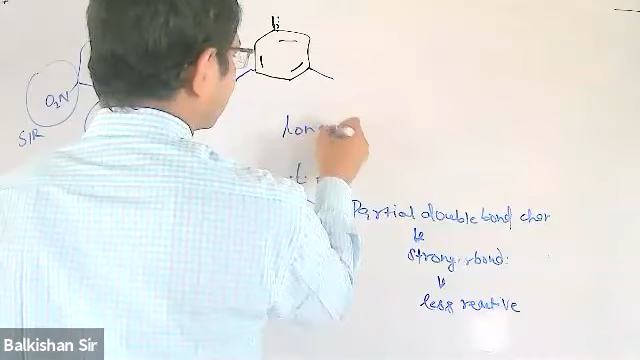 O2N
SIR
Partial double bond char
strong bond:
less reactive
Balkishan Sir